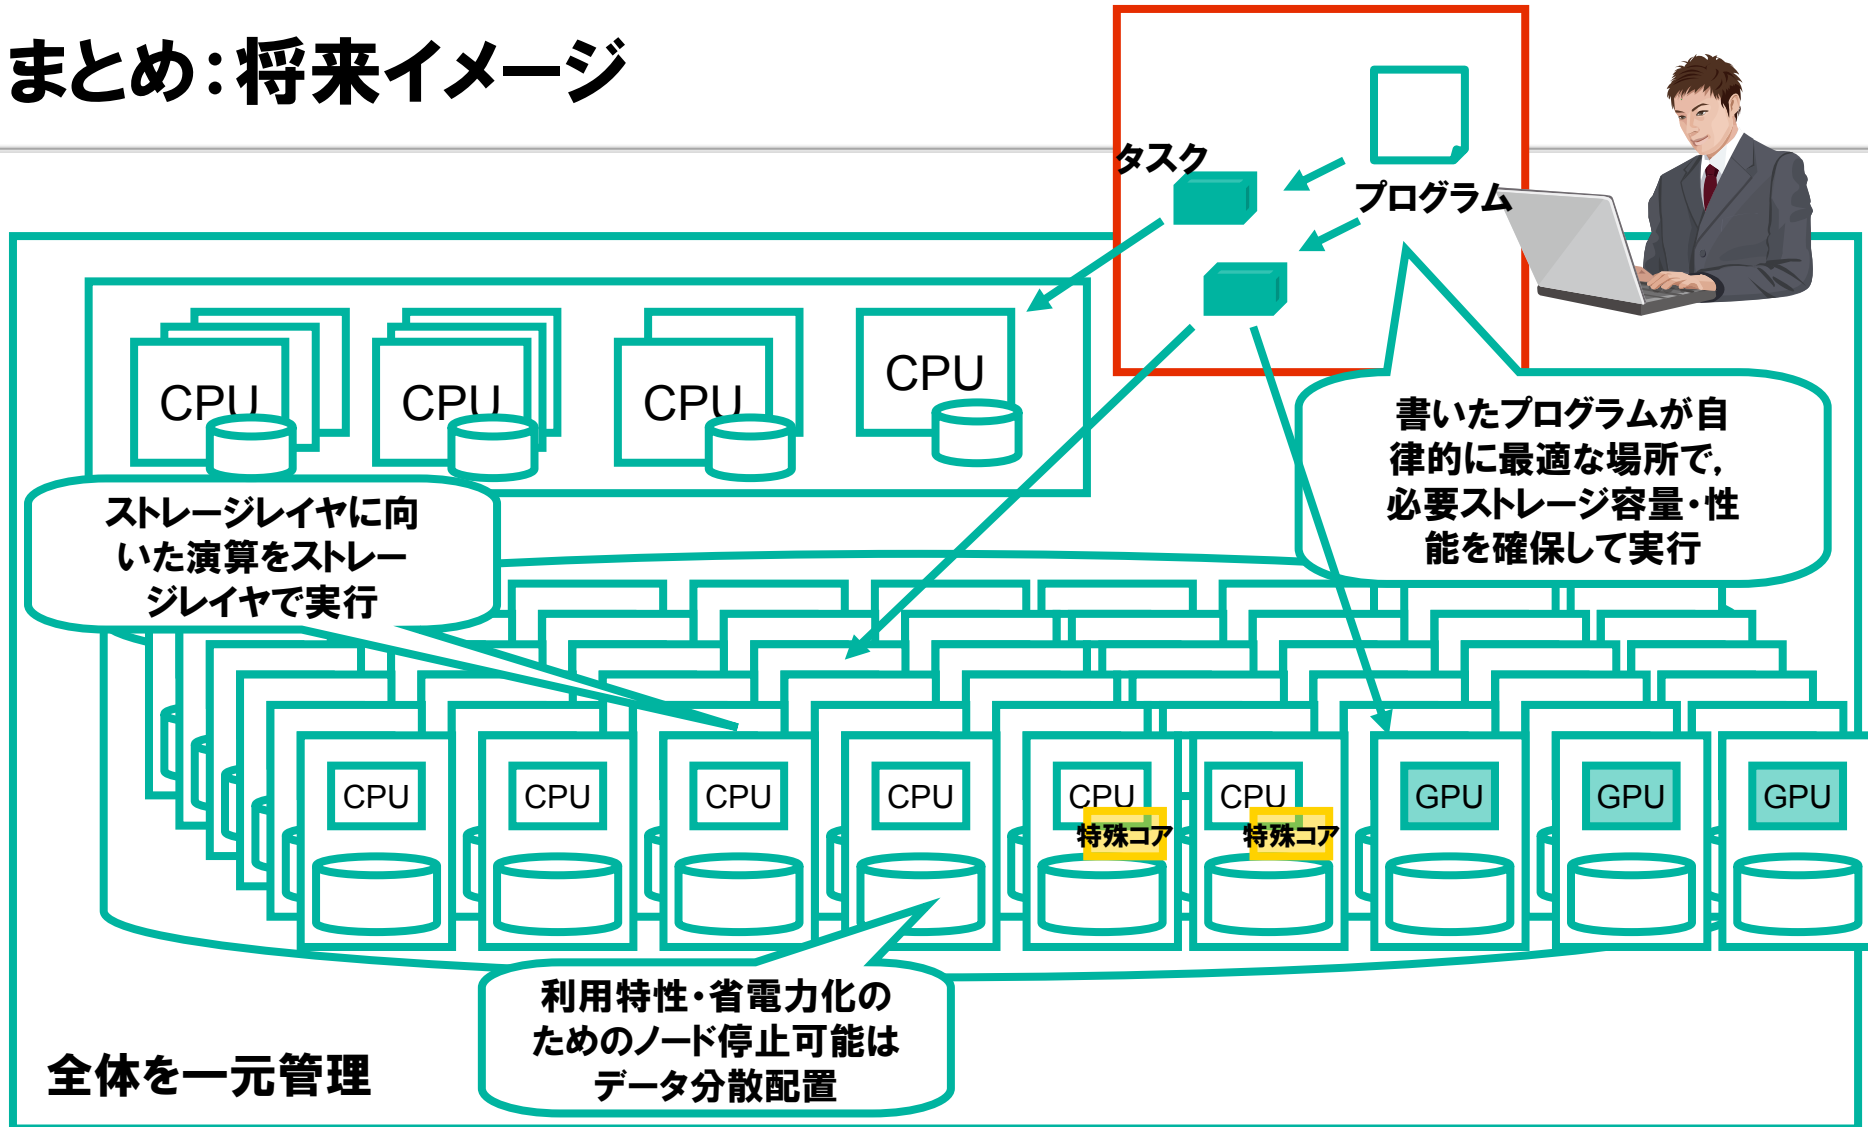 まとめ：将来イメージ
タスク
プログラム
CPU
CPU
CPU
CPU
書いたプログラムが自
律的に最適な場所で，
必要ストレージ容量・性
能を確保して実行
ストレージレイヤに向
いた演算をストレー
ジレイヤで実行
CPU
CPU
CPU
CPU
CPU
特殊コア
CPU
特殊コア
GPU
GPU
GPU
利用特性・省電力化の
ためのノード停止可能は
データ分散配置
全体を一元管理